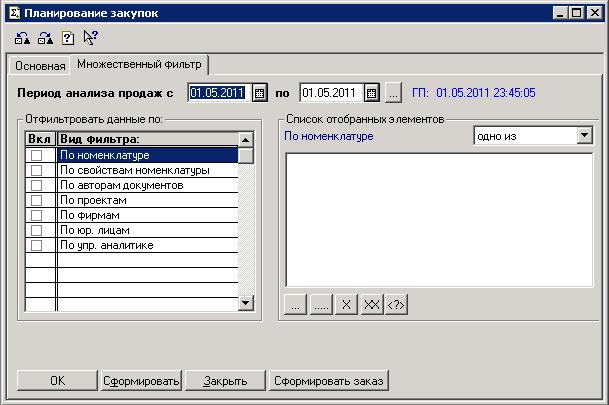 Планирование закупок
Основная Множественный фильтр
Период анализа продаж с 01.05.2011 по 01.05.2011 ... ГП: 01.05.2011 23:45:05
Отфильтровать данные по:
Вкл Вид фильтра:
По номенклатуре
По свойствам номенклатуры
По авторам документов
По проектам
По фирмам
По юр. лицам
По упр. аналитике
Список отобранных элементов
По номенклатуре одно из
... ..... X XX <?>
OK Сформировать Закрыть Сформировать заказ